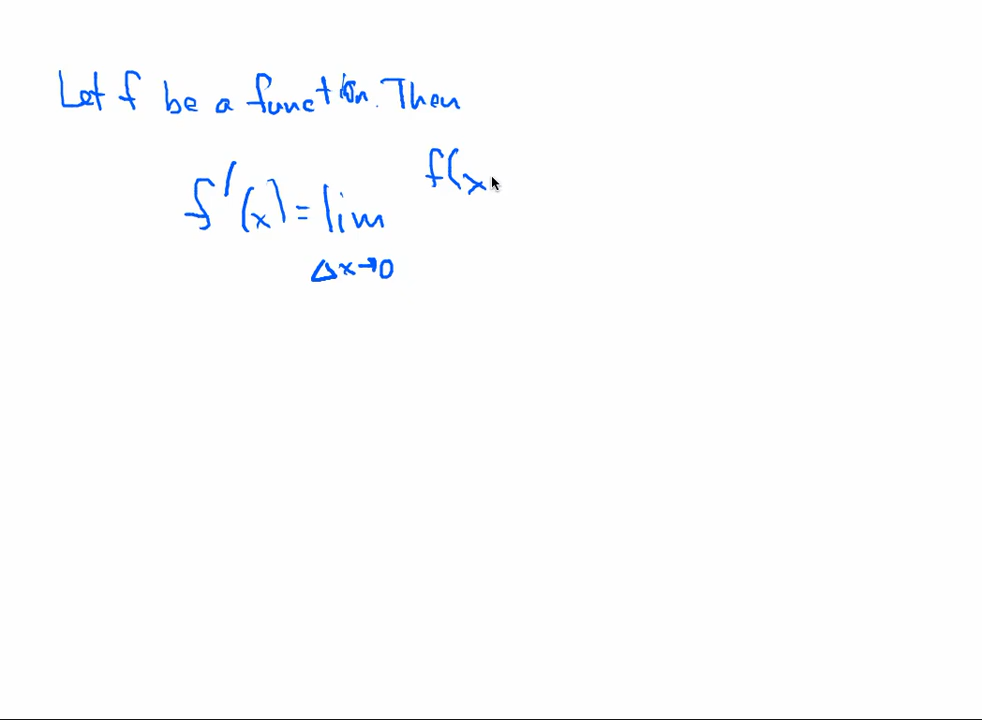 Let f be a function. Then
f'(x) = lim f(x
Δx→0